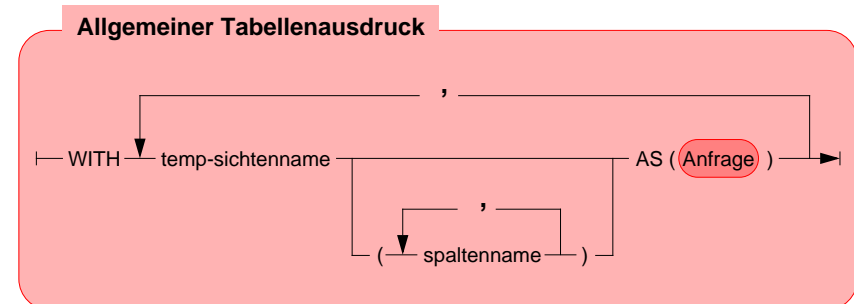 Allgemeiner Tabellenausdruck
,
WITH temp-sichtenname AS ( Anfrage )
,
( spaltenname )